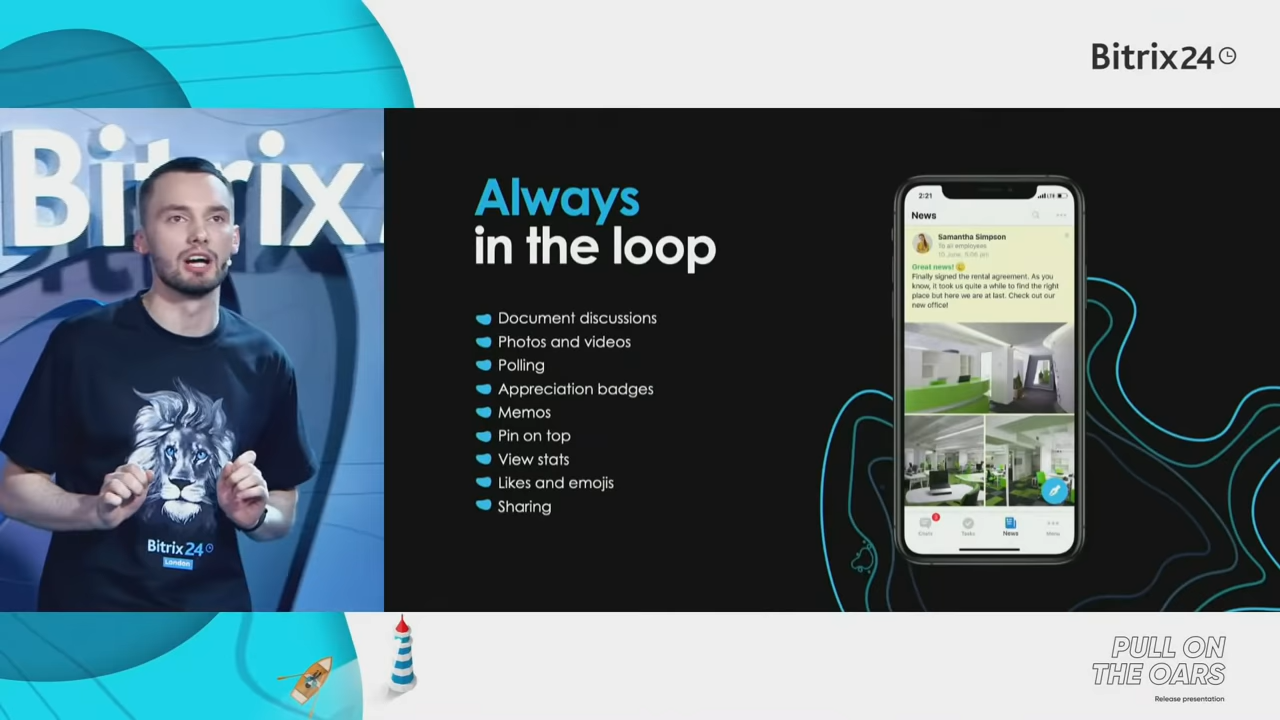 Bitrix24
Bitrix
Bitrix24
London
Always
in the loop
Document discussions
Photos and videos
Polling
Appreciation badges
Memos
Pin on top
View stats
Likes and emojis
Sharing
2:21
LTE
News
Samantha Simpson
To all employees
Great news!
Finally signed the rental agreement. As you
know, it took us quite a while to find the right
place but here we are at last. Check out our
new office!
Chats
Tasks
News
Menu
PULL ON
THE OARS
Release presentation